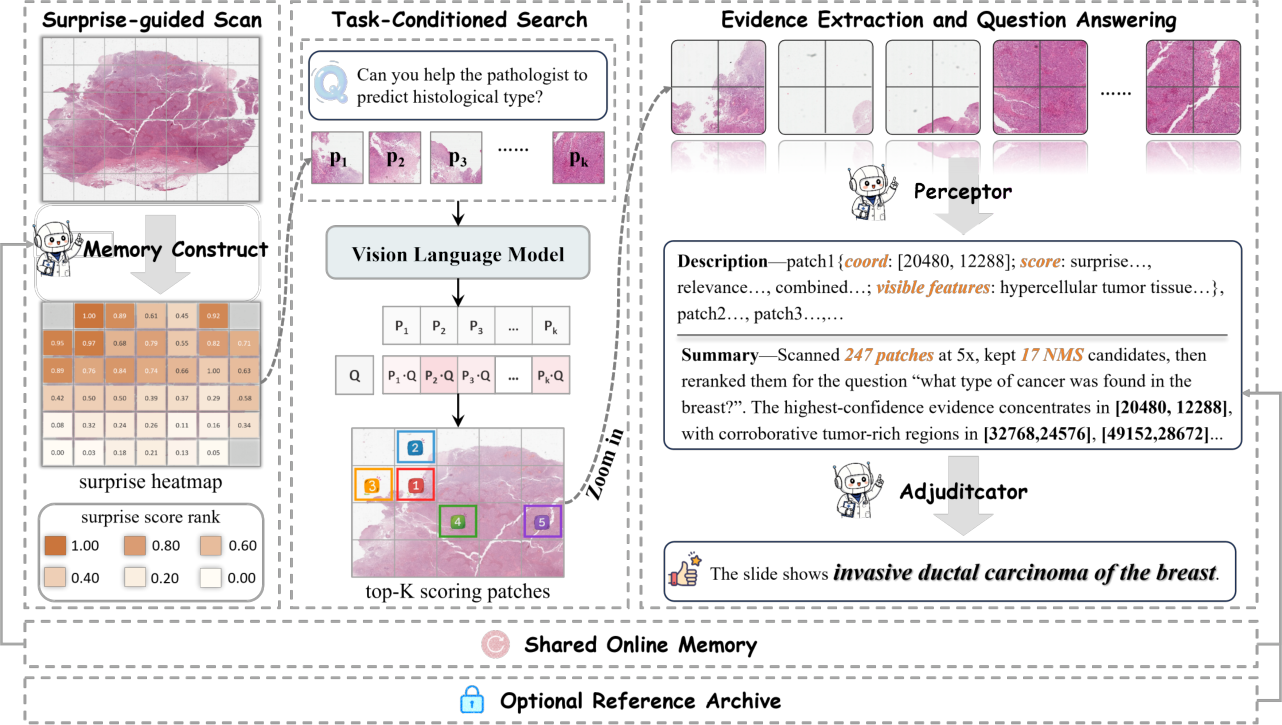 Surprise-guided Scan
Memory Construct
1.00 0.89 0.61 0.45 0.92
0.95 0.97 0.68 0.79 0.55 0.82 0.71
0.89 0.76 0.84 0.74 0.66 1.00 0.63
0.42 0.50 0.50 0.39 0.37 0.29 0.58
0.08 0.32 0.24 0.26 0.11 0.16 0.34
0.00 0.03 0.18 0.21 0.13 0.05
surprise heatmap
surprise score rank
1.00 0.80 0.60
0.40 0.20 0.00
Task-Conditioned Search
Q Can you help the pathologist to
predict histological type?
p1 p2 p3 ...... pk
Vision Language Model
P1 P2 P3 ... Pk
Q P1·Q P2·Q P3·Q ... Pk·Q
2
3 1
4 5
top-K scoring patches
Zoom in
Evidence Extraction and Question Answering
......
Perceptor
Description—patch1{coord: [20480, 12288]; score: surprise…,
relevance…, combined…; visible features: hypercellular tumor tissue…},
patch2…, patch3…,…
Summary—Scanned 247 patches at 5x, kept 17 NMS candidates, then
reranked them for the question “what type of cancer was found in the
breast?”. The highest-confidence evidence concentrates in [20480, 12288],
with corroborative tumor-rich regions in [32768,24576], [49152,28672]...
Adjuditcator
The slide shows invasive ductal carcinoma of the breast.
Shared Online Memory
Optional Reference Archive